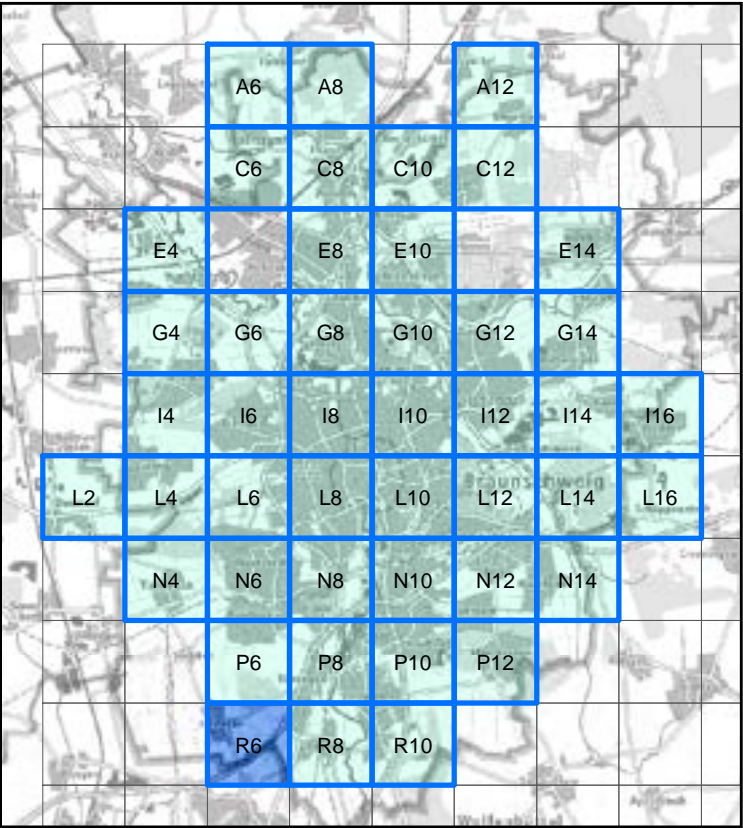 A6 A8 A12
C6 C8 C10 C12
E4 E8 E10 E14
G4 G6 G8 G10 G12 G14
I4 I6 I8 I10 I12 I14 I16
Braunschweig
L2 L4 L6 L8 L10 L12 L14 L16
N4 N6 N8 N10 N12 N14
P6 P8 P10 P12
R6 R8 R10
Wolfenbüttel